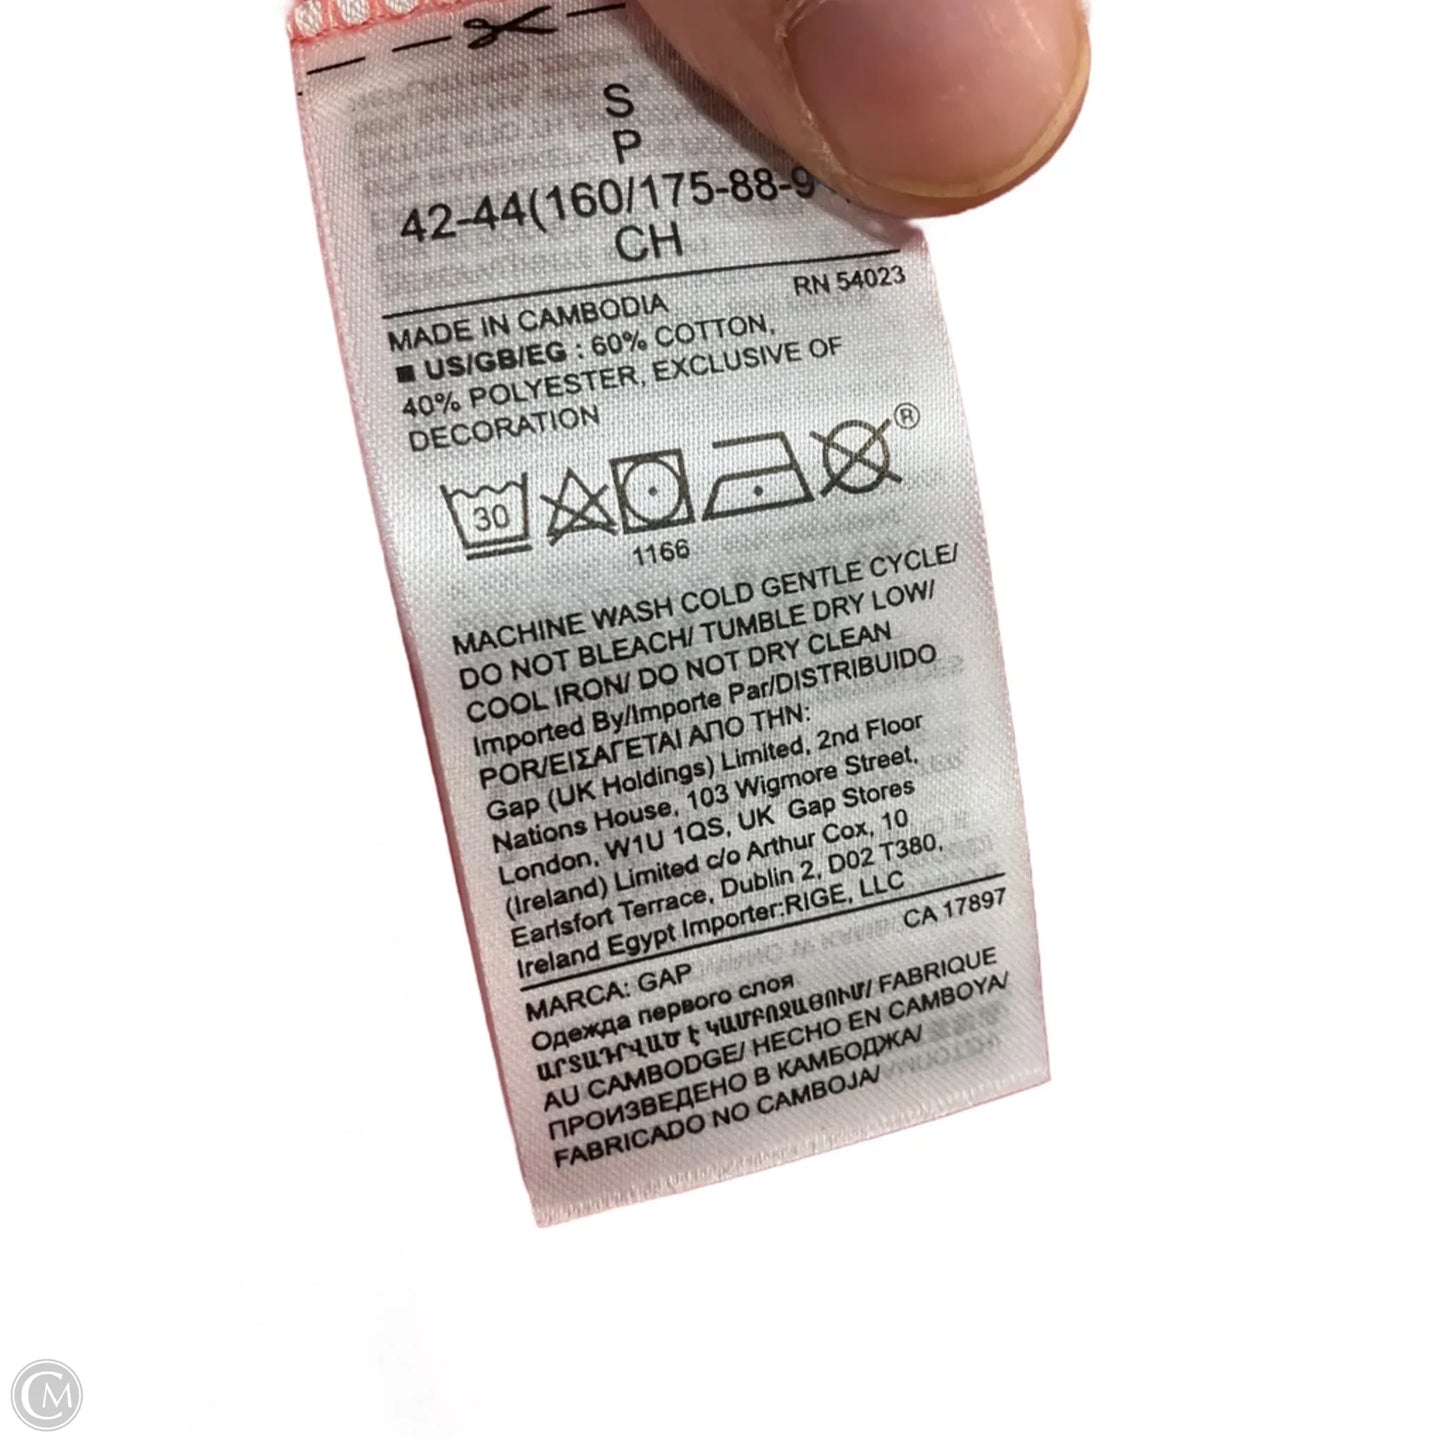 S
P
42-44(160/175-88-9
CH
RN 54023
MADE IN CAMBODIA
■ US/GB/EG : 60% COTTON,
40% POLYESTER, EXCLUSIVE OF
DECORATION
®
30
1166
MACHINE WASH COLD GENTLE CYCLE/
DO NOT BLEACH/ TUMBLE DRY LOW/
COOL IRON/ DO NOT DRY CLEAN
Imported By/Importe Par/DISTRIBUIDO
POR/ΕΙΣΑΓΕΤΑΙ ΑΠΟ ΤΗΝ:
Gap (UK Holdings) Limited, 2nd Floor
Nations House, 103 Wigmore Street,
London, W1U 1QS, UK Gap Stores
(Ireland) Limited c/o Arthur Cox, 10
Earlsfort Terrace, Dublin 2, D02 T380,
Ireland Egypt Importer:RIGE, LLC
CA 17897
MARCA: GAP
Одежда первого слоя
ԱՐՏԱԴՐՎԱԾ Է ԿԱՄԲՈՋԱՅՈՒՄ/ FABRIQUE
AU CAMBODGE/ HECHO EN CAMBOYA/
ПРОИЗВЕДЕНО В КАМБОДЖА/
FABRICADO NO CAMBOJA/
CM